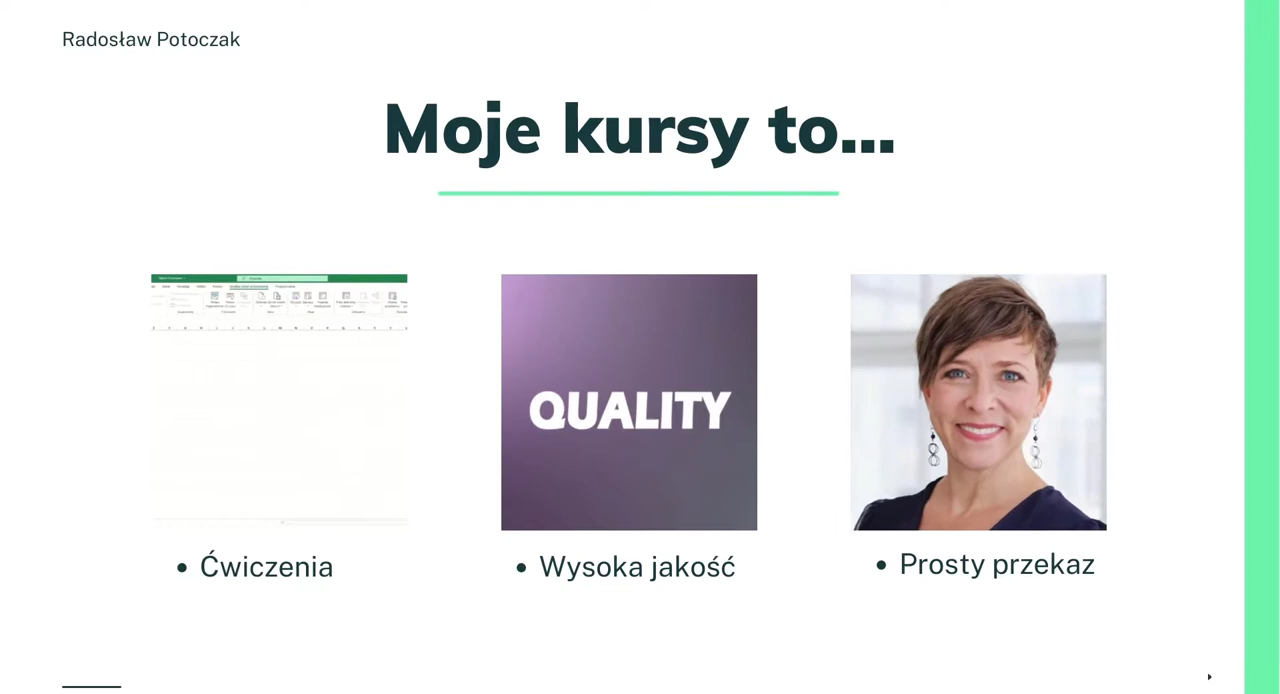 Radosław Potoczak
Moje kursy to...
QUALITY
• Ćwiczenia
• Wysoka jakość
• Prosty przekaz